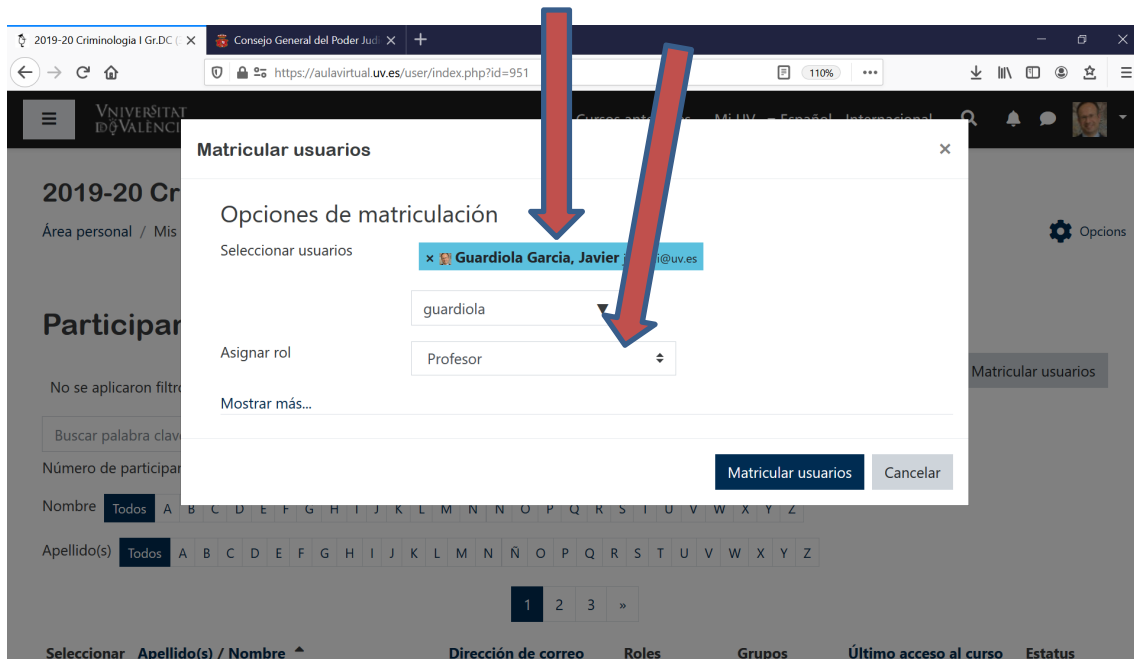 2019-20 Criminologia I Gr.DC (
Consejo General del Poder Judi
https://aulavirtual.uv.es/user/index.php?id=951
110%
VNIVERSITAT
Mi UV
Español
Internacional
Matricular usuarios
2019-20 Cr
Opciones de matriculación
Área personal / Mis
Opcions
Seleccionar usuarios
× Guardiola Garcia, Javier
@uv.es
guardiola
Participar
Asignar rol
Profesor
No se aplicaron filtro
Matricular usuarios
Mostrar más...
Buscar palabra clav
Número de participar
Matricular usuarios
Cancelar
Nombre Todos A B C D E F G H I J K L M N Ñ O P Q R S T U V W X Y Z
Apellido(s) Todos A B C D E F G H I J K L M N Ñ O P Q R S T U V W X Y Z
1 2 3 »
Seleccionar Apellido(s) / Nombre Dirección de correo Roles Grupos Último acceso al curso Estatus